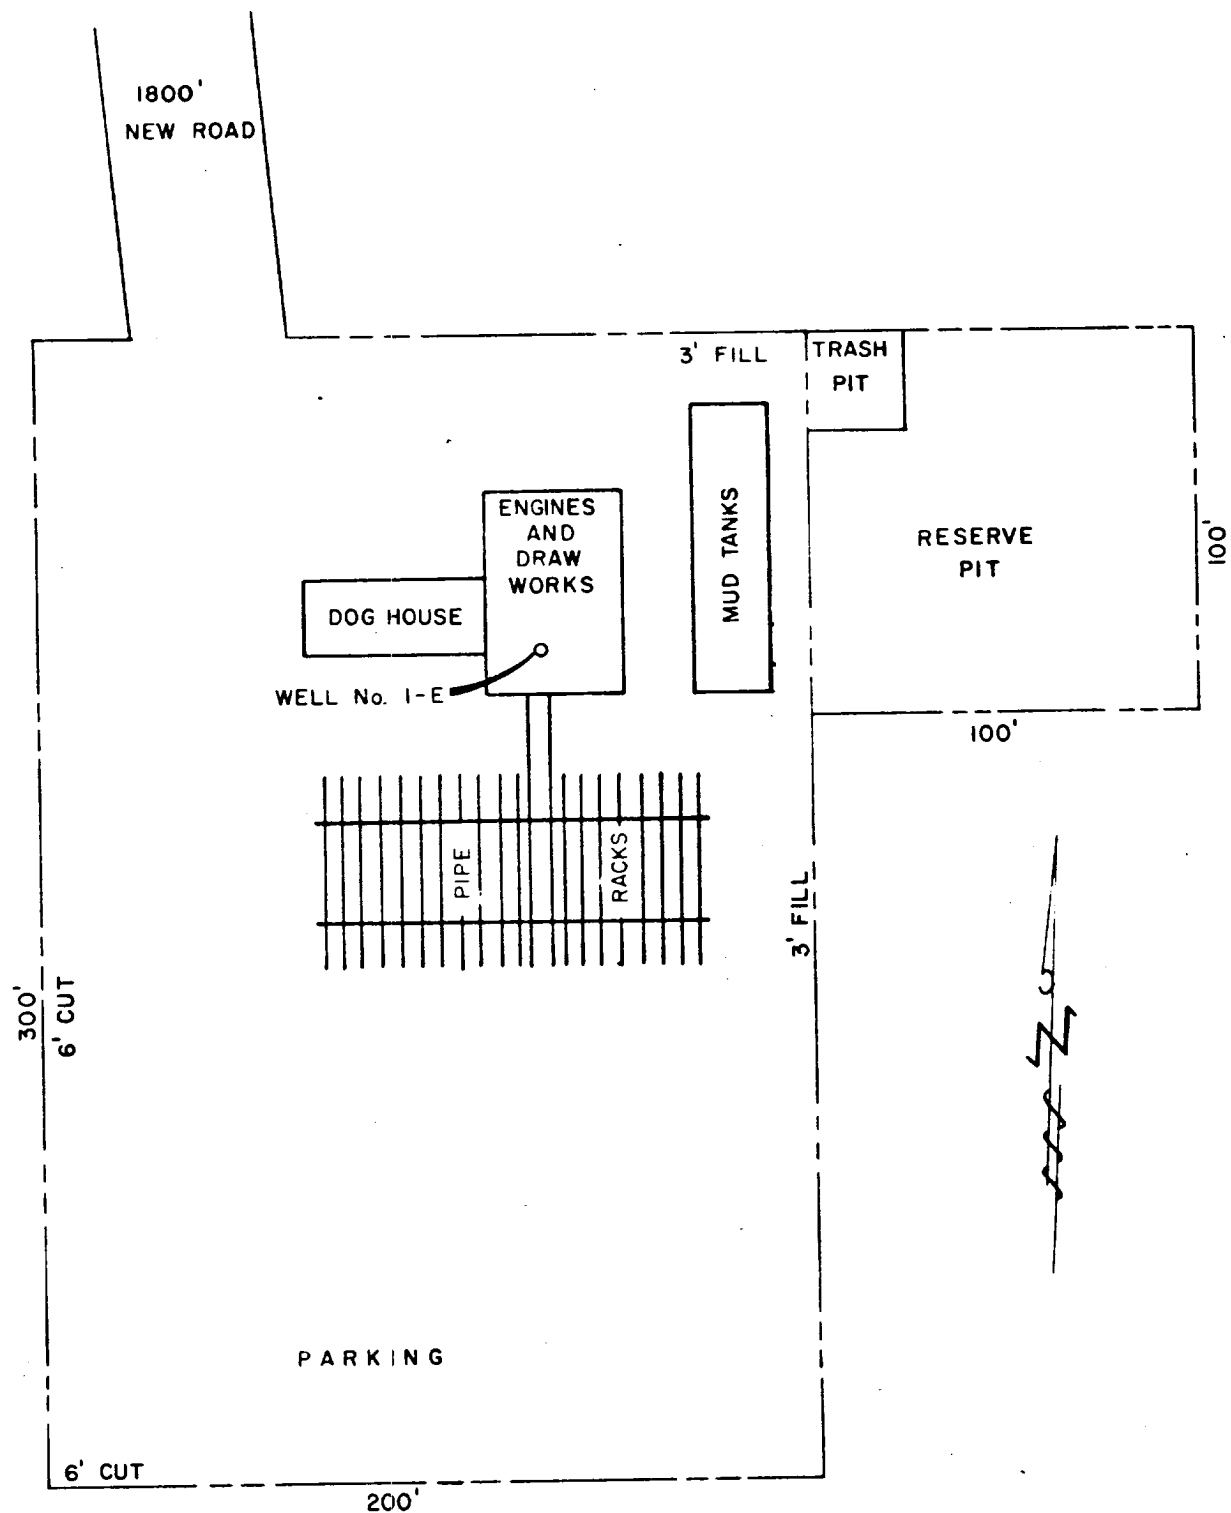 1800'
NEW ROAD
3' FILL
TRASH
PIT
ENGINES
AND
DRAW
WORKS
MUD TANKS
RESERVE
PIT
100'
DOG HOUSE
WELL No. 1-E
100'
PIPE
RACKS
3' FILL
300'
6' CUT
N
PARKING
6' CUT
200'